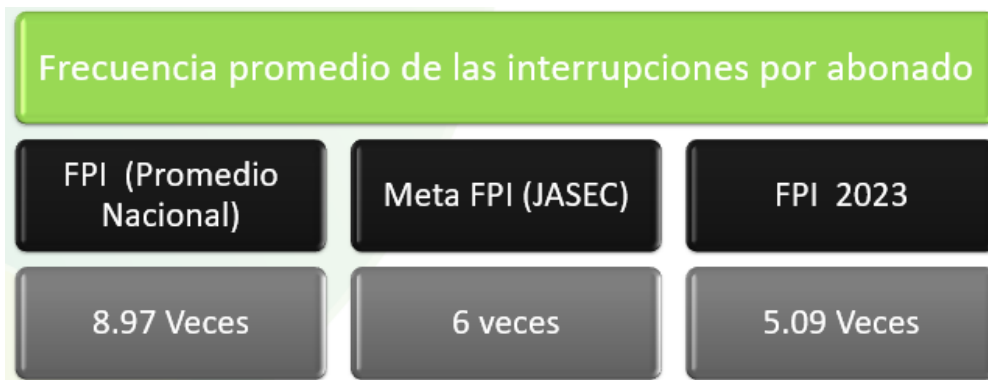 Frecuencia promedio de las interrupciones por abonado
FPI (Promedio
Nacional)
Meta FPI (JASEC)
FPI 2023
8.97 Veces
6 veces
5.09 Veces